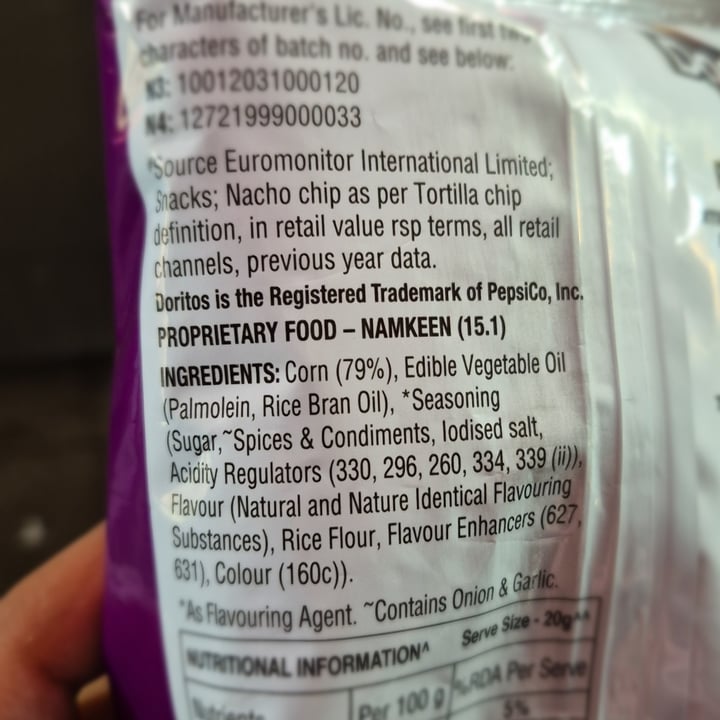 For Manufacturer's Lic. No., see first two
characters of batch no. and see below:
N3: 10012031000120
N4: 12721999000033
*Source Euromonitor International Limited;
Snacks; Nacho chip as per Tortilla chip
definition, in retail value rsp terms, all retail
channels, previous year data.
Doritos is the Registered Trademark of PepsiCo, Inc.
PROPRIETARY FOOD – NAMKEEN (15.1)
INGREDIENTS: Corn (79%), Edible Vegetable Oil
(Palmolein, Rice Bran Oil), *Seasoning
(Sugar,~Spices & Condiments, Iodised salt,
Acidity Regulators (330, 296, 260, 334, 339 (ii)),
Flavour (Natural and Nature Identical Flavouring
Substances), Rice Flour, Flavour Enhancers (627,
631), Colour (160c)).
*As Flavouring Agent. ~Contains Onion & Garlic.
NUTRITIONAL INFORMATION^ Serve Size - 20g^^
Nutrients Per 100 g %RDA Per Serve
5%